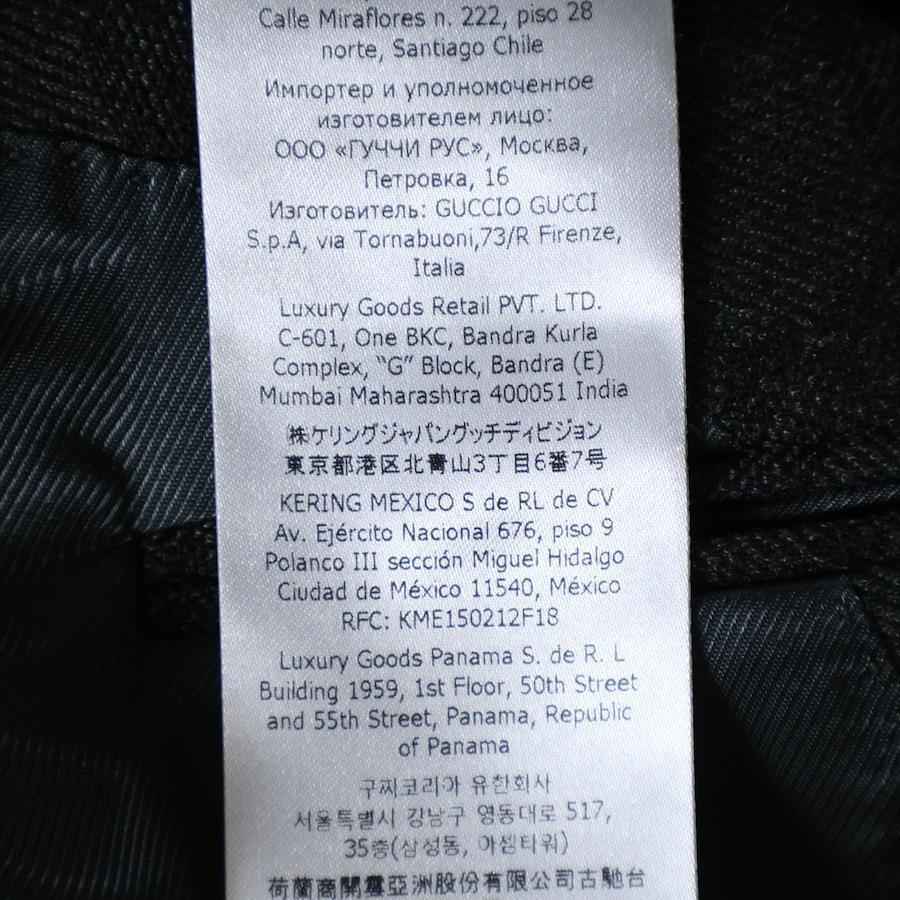 Calle Miraflores n. 222, piso 28
norte, Santiago Chile
Импортер и уполномоченное
изготовителем лицо:
ООО «ГУЧЧИ РУС», Москва,
Петровка, 16
Изготовитель: GUCCIO GUCCI
S.p.A, via Tornabuoni,73/R Firenze,
Italia
Luxury Goods Retail PVT. LTD.
C-601, One BKC, Bandra Kurla
Complex, “G” Block, Bandra (E)
Mumbai Maharashtra 400051 India
㈱ケリングジャパングッチディビジョン
東京都港区北青山3丁目6番7号
KERING MEXICO S de RL de CV
Av. Ejército Nacional 676, piso 9
Polanco III sección Miguel Hidalgo
Ciudad de México 11540, México
RFC: KME150212F18
Luxury Goods Panama S. de R. L
Building 1959, 1st Floor, 50th Street
and 55th Street, Panama, Republic
of Panama
구찌코리아 유한회사
서울특별시 강남구 영동대로 517,
35층(삼성동, 아셈타워)
荷蘭商開雲亞洲股份有限公司古馳台